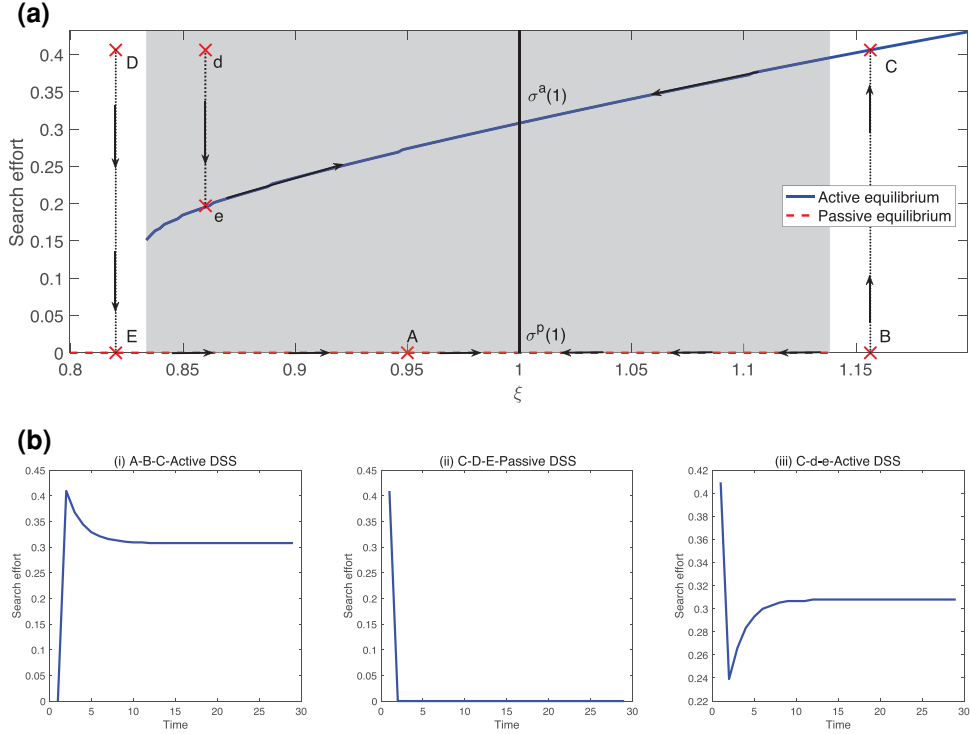 (a)
Search effort
0.4
0.35
0.3
0.25
0.2
0.15
0.1
0.05
0
D
d
e
E
A
B
C
σᵃ(1)
σᵖ(1)
Active equilibrium
Passive equilibrium
0.8
0.85
0.9
0.95
1
1.05
1.1
1.15
ξ
(b)
(i) A-B-C-Active DSS
Search effort
0.45
0.4
0.35
0.3
0.25
0.2
0.15
0.1
0.05
0
0 5 10 15 20 25 30
Time
(ii) C-D-E-Passive DSS
Search effort
0.45
0.4
0.35
0.3
0.25
0.2
0.15
0.1
0.05
0
0 5 10 15 20 25 30
Time
(iii) C-d-e-Active DSS
Search effort
0.42
0.4
0.38
0.36
0.34
0.32
0.3
0.28
0.26
0.24
0.22
0 5 10 15 20 25 30
Time